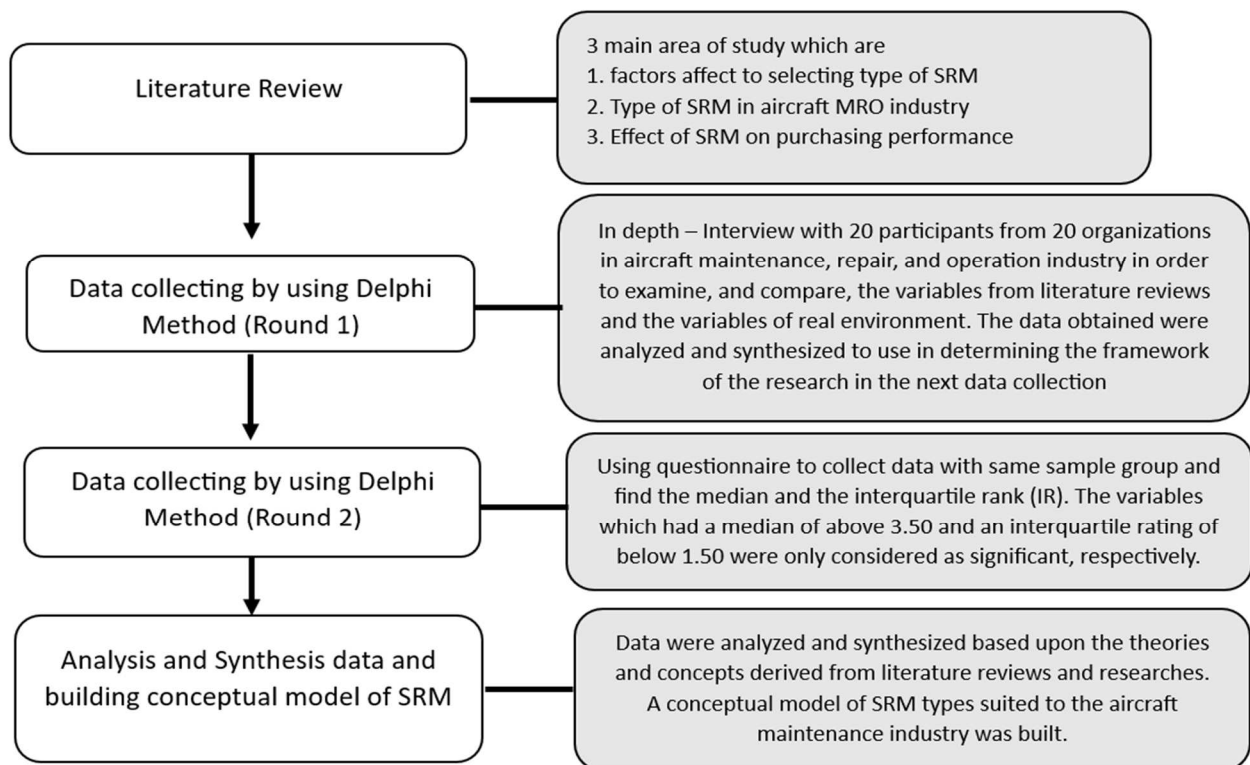 Literature Review
3 main area of study which are
1. factors affect to selecting type of SRM
2. Type of SRM in aircraft MRO industry
3. Effect of SRM on purchasing performance
Data collecting by using Delphi
Method (Round 1)
In depth – Interview with 20 participants from 20 organizations
in aircraft maintenance, repair, and operation industry in order
to examine, and compare, the variables from literature reviews
and the variables of real environment. The data obtained were
analyzed and synthesized to use in determining the framework
of the research in the next data collection
Data collecting by using Delphi
Method (Round 2)
Using questionnaire to collect data with same sample group and
find the median and the interquartile rank (IR). The variables
which had a median of above 3.50 and an interquartile rating of
below 1.50 were only considered as significant, respectively.
Analysis and Synthesis data and
building conceptual model of SRM
Data were analyzed and synthesized based upon the theories
and concepts derived from literature reviews and researches.
A conceptual model of SRM types suited to the aircraft
maintenance industry was built.